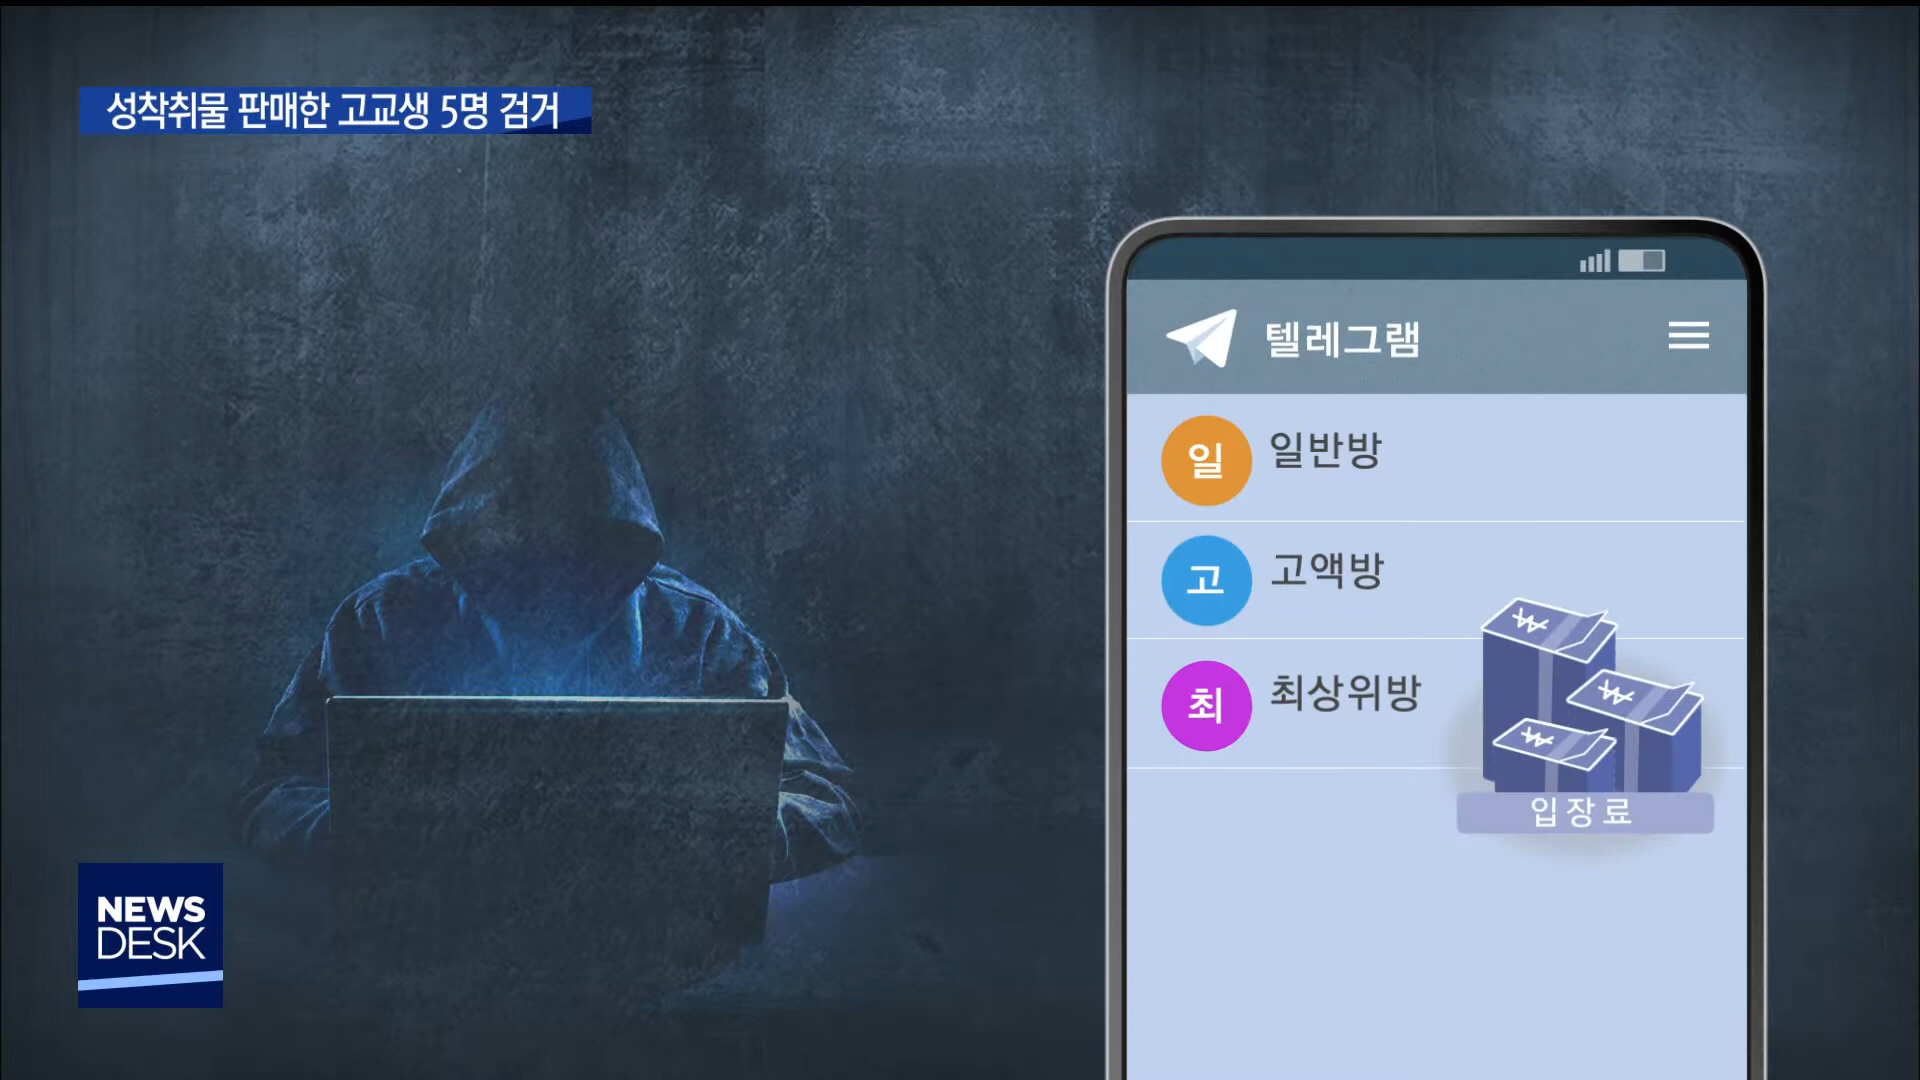 성착취물 판매한 고교생 5명 검거
텔레그램
일 일반방
고 고액방
최 최상위방
₩
₩
₩
입장료
NEWS
DESK